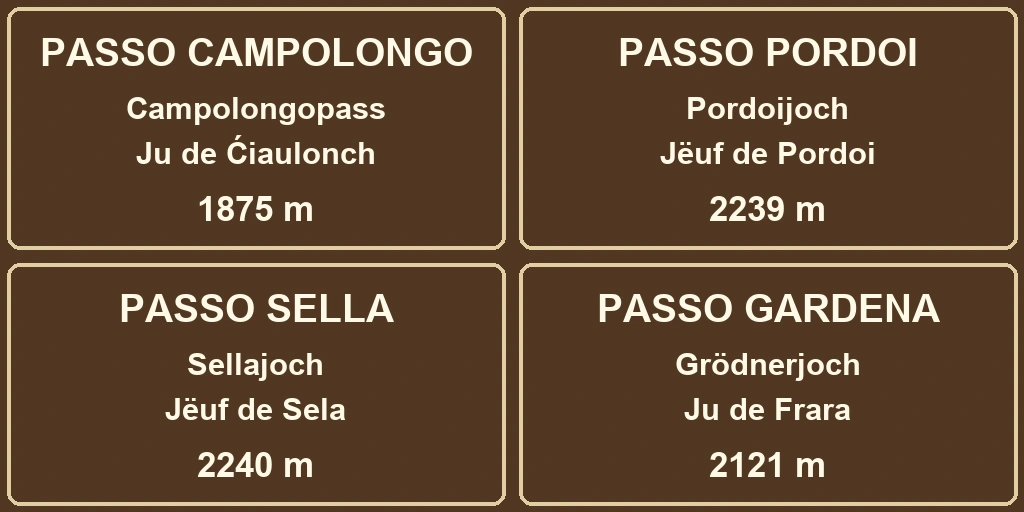 PASSO CAMPOLONGO
Campolongopass
Ju de Ćiaulonch
1875 m
PASSO PORDOI
Pordoijoch
Jëuf de Pordoi
2239 m
PASSO SELLA
Sellajoch
Jëuf de Sela
2240 m
PASSO GARDENA
Grödnerjoch
Ju de Frara
2121 m